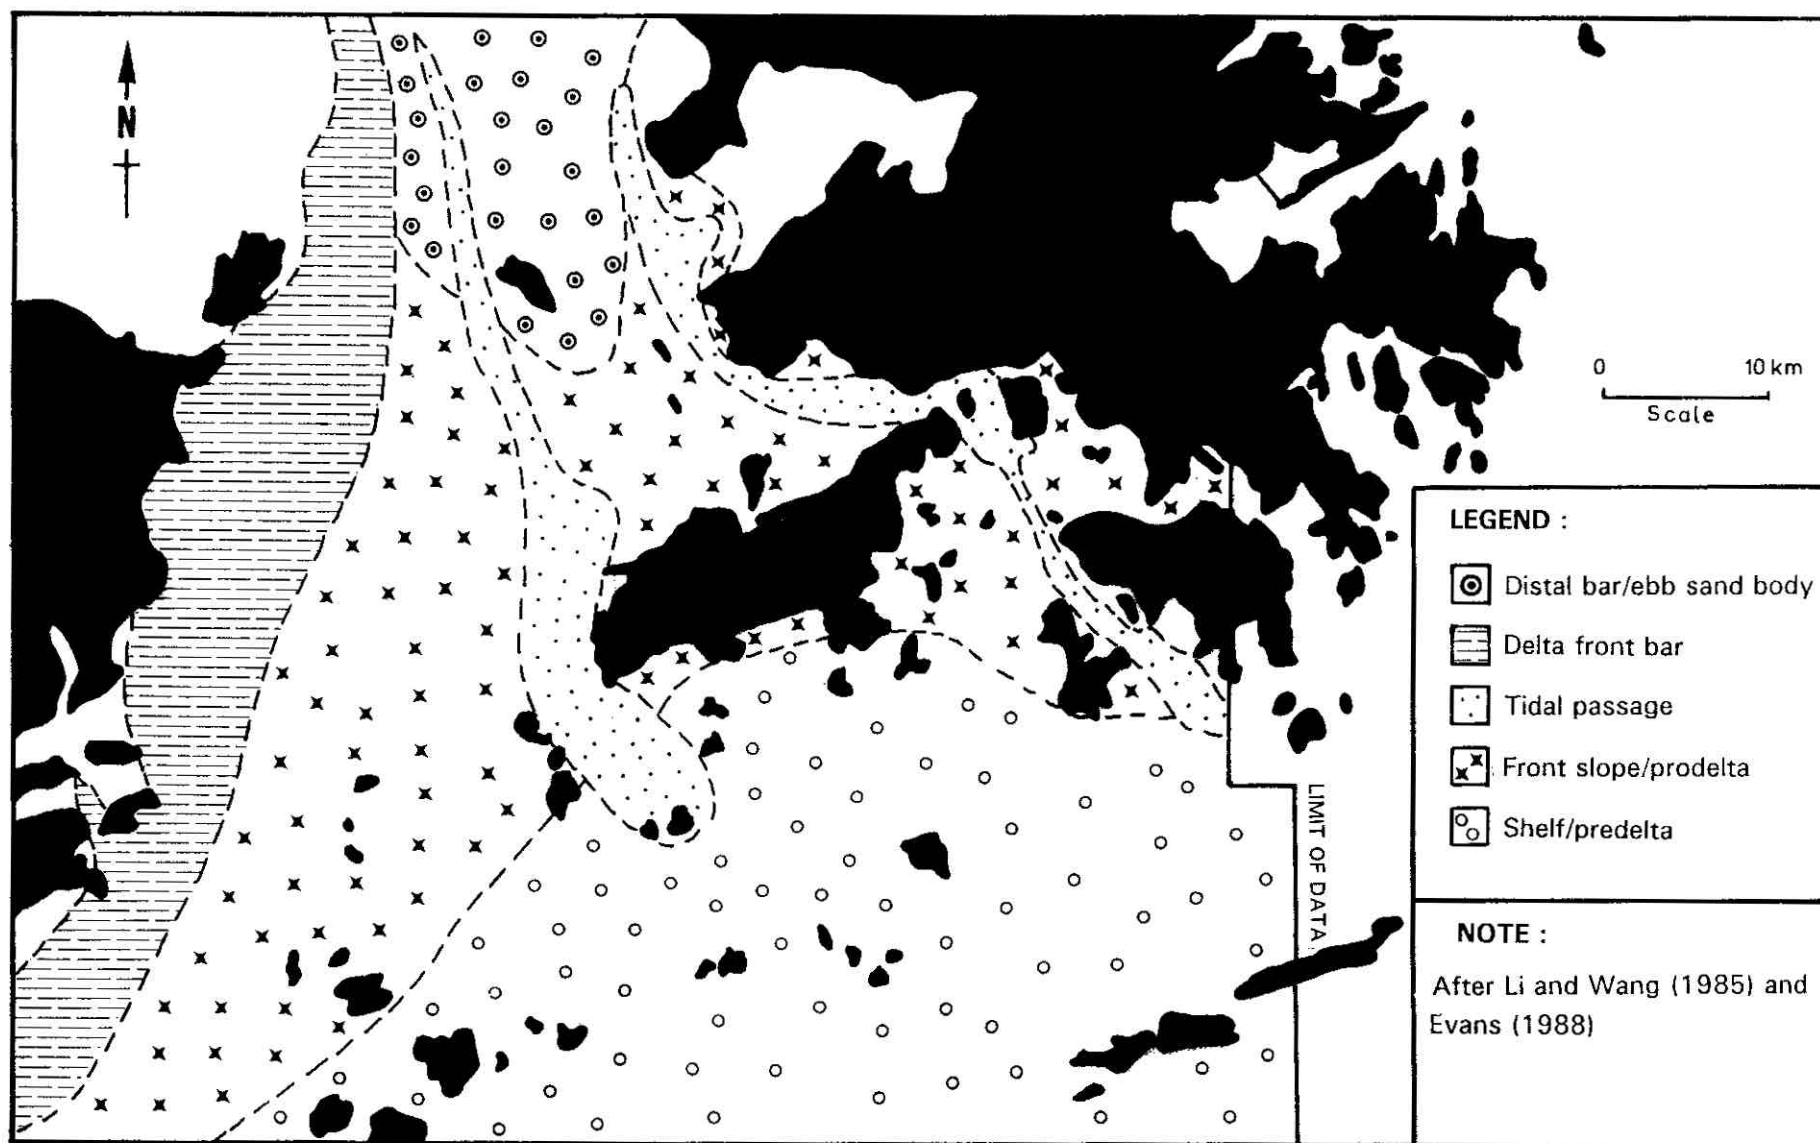 N
0 10 km
Scale
LEGEND :
Distal bar/ebb sand body
Delta front bar
Tidal passage
Front slope/prodelta
Shelf/predelta
LIMIT OF DATA
NOTE :
After Li and Wang (1985) and
Evans (1988)